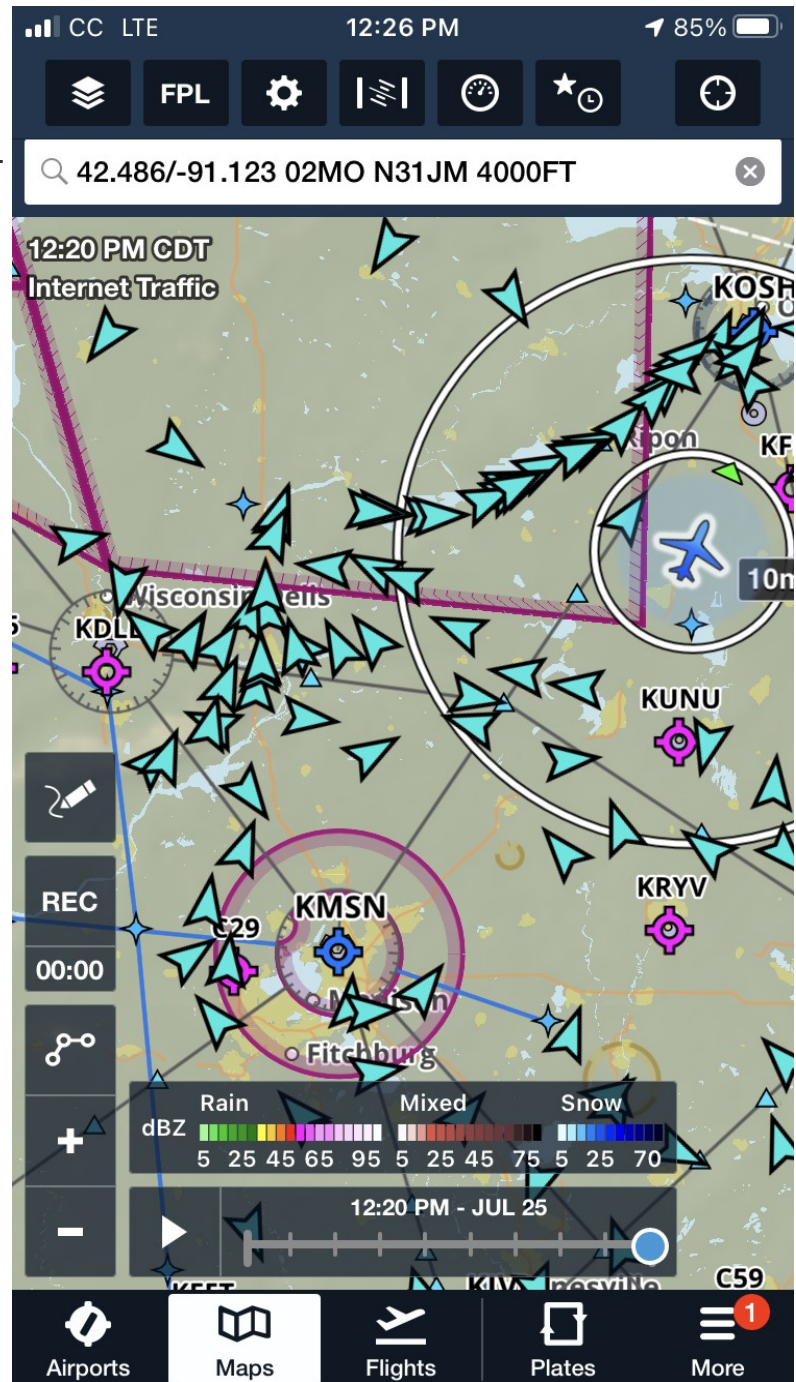 CC LTE 12:26 PM 85%
FPL
42.486/-91.123 02MO N31JM 4000FT
12:20 PM CDT
Internet Traffic
KOSH
Ripon
Wisconsin Dells
10
KUNU
KRYV
KMSN
C29
REC
00:00
Madison
Fitchburg
Rain Mixed Snow
dBZ
5 25 45 65 95 5 25 45 75 5 25 70
12:20 PM - JUL 25
C59
Airports Maps Flights Plates More
1